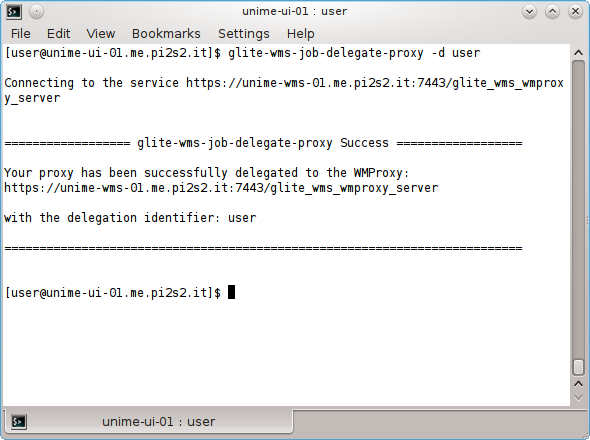 unime-ui-01 : user
File Edit View Bookmarks Settings Help
[user@unime-ui-01.me.pi2s2.it]$ glite-wms-job-delegate-proxy -d user
Connecting to the service https://unime-wms-01.me.pi2s2.it:7443/glite_wms_wmprox
y_server
================== glite-wms-job-delegate-proxy Success ==================
Your proxy has been successfully delegated to the WMProxy:
https://unime-wms-01.me.pi2s2.it:7443/glite_wms_wmproxy_server
with the delegation identifier: user
==========================================================================
[user@unime-ui-01.me.pi2s2.it]$
unime-ui-01 : user